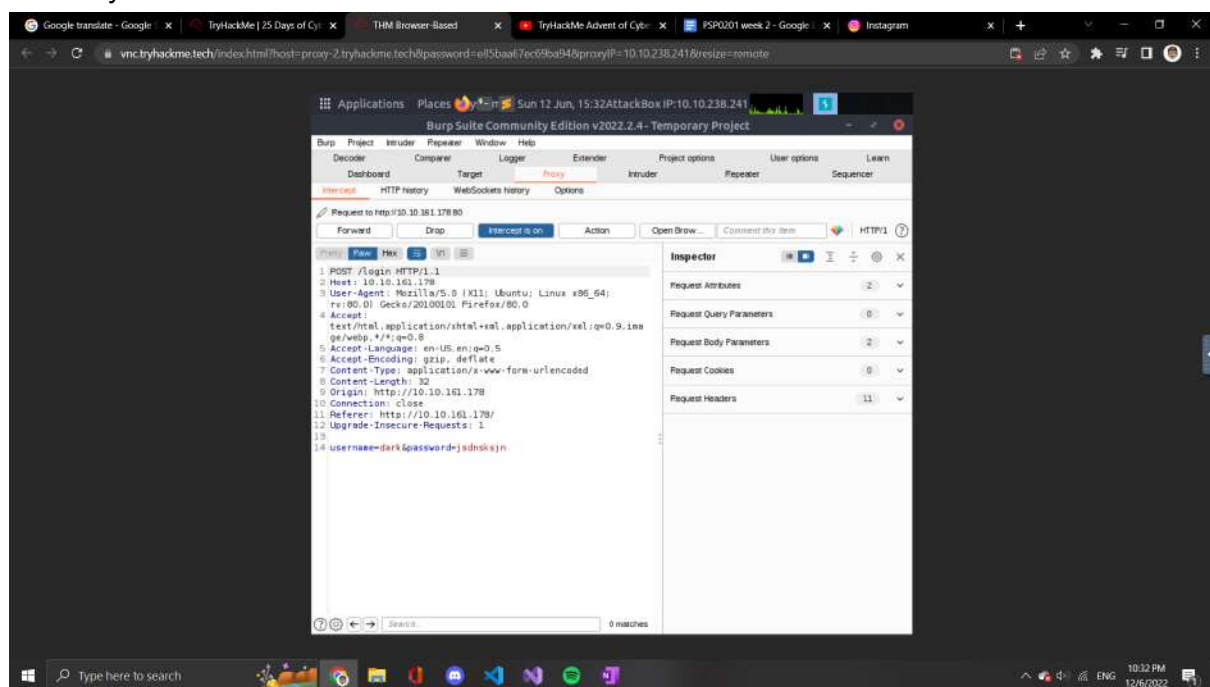 Google translate - Google
TryHackMe | 25 Days of Cy
THM Browser-Based
TryHackMe Advent of Cybe
PSP0201 week 2 - Google
Instagram
vnc.tryhackme.tech/index.html?host=proxy-2.tryhackme.tech&password=e85baa67ec69ba94&proxyIP=10.10.238.241&resize=remote
Applications Places Sun 12 Jun, 15:32 AttackBox IP:10.10.238.241
Burp Suite Community Edition v2022.2.4 - Temporary Project
Burp Project Intruder Repeater Window Help
Decoder Comparer Logger Extender Project options User options Learn
Dashboard Target Proxy Intruder Repeater Sequencer
Intercept HTTP history WebSockets history Options
Request to http://10.10.161.178:80
Forward Drop Intercept is on Action Open Brow... Comment this item HTTP/1
Pretty Raw Hex \n
Inspector
1 POST /login HTTP/1.1
2 Host: 10.10.161.178
3 User-Agent: Mozilla/5.0 (X11; Ubuntu; Linux x86_64;
rv:80.0) Gecko/20100101 Firefox/80.0
4 Accept:
text/html,application/xhtml+xml,application/xml;q=0.9,ima
ge/webp,*/*;q=0.8
5 Accept-Language: en-US,en;q=0.5
6 Accept-Encoding: gzip, deflate
7 Content-Type: application/x-www-form-urlencoded
8 Content-Length: 32
9 Origin: http://10.10.161.178
10 Connection: close
11 Referer: http://10.10.161.178/
12 Upgrade-Insecure-Requests: 1
13
14 username=dark&password=jsdnsksjn
Request Attributes 2
Request Query Parameters 0
Request Body Parameters 2
Request Cookies 0
Request Headers 11
Search... 0 matches
Type here to search
ENG
10:32 PM
12/6/2022